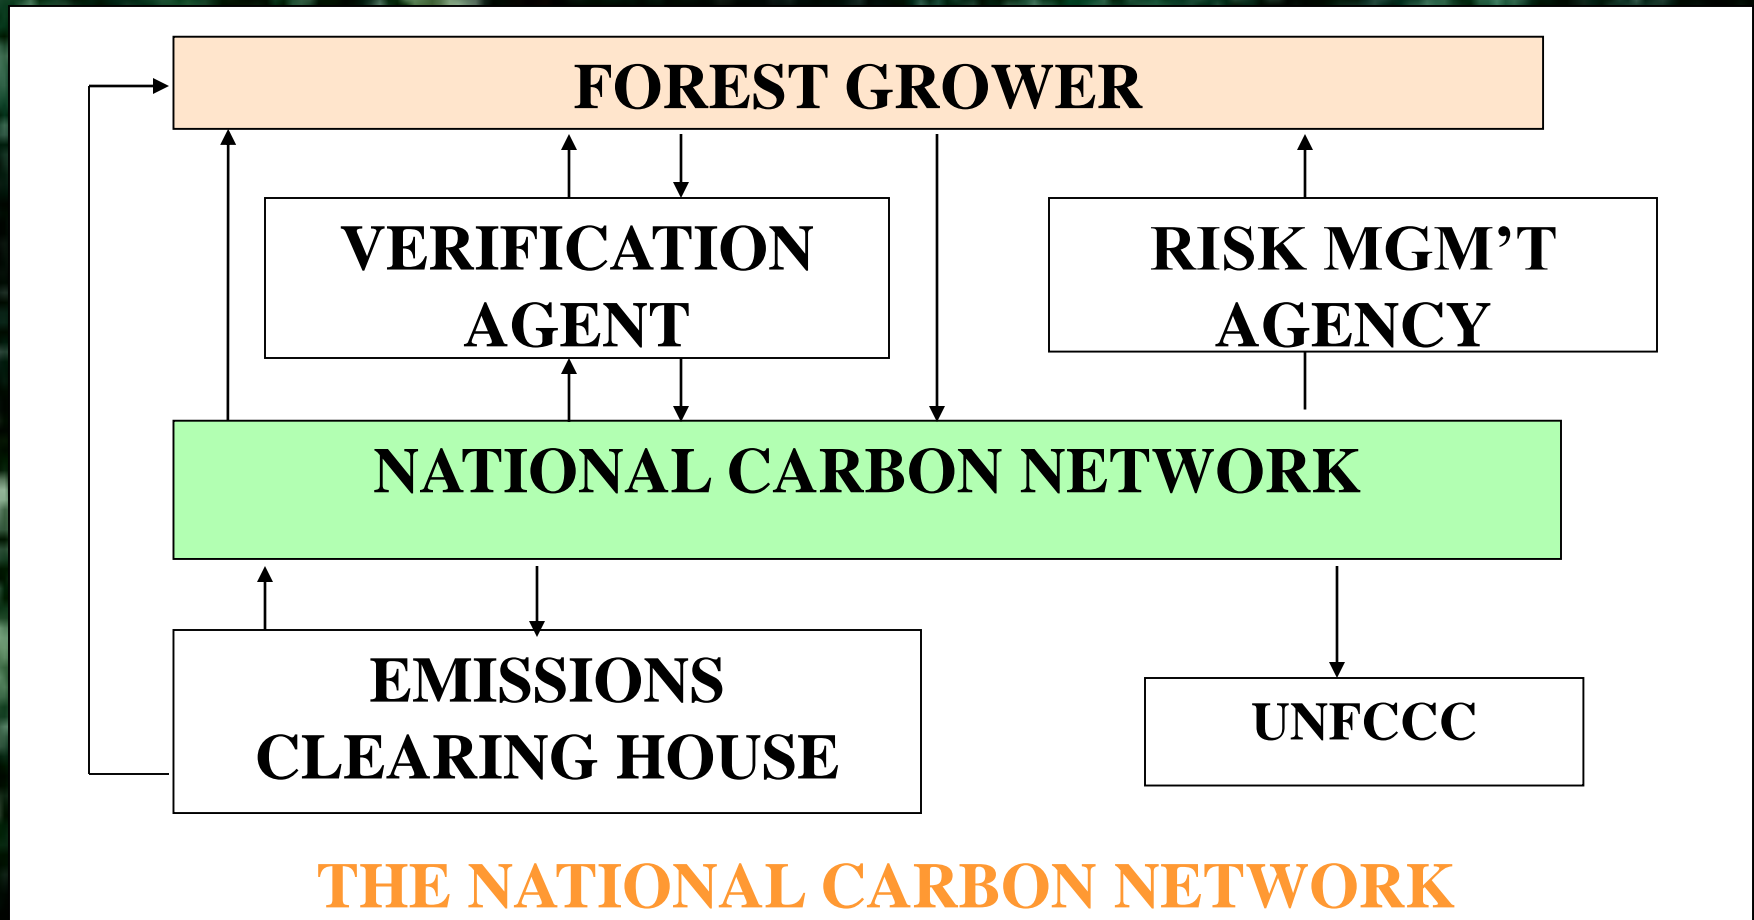 FOREST GROWER
VERIFICATION
AGENT
RISK MGM’T
AGENCY
NATIONAL CARBON NETWORK
EMISSIONS
CLEARING HOUSE
UNFCCC
THE NATIONAL CARBON NETWORK